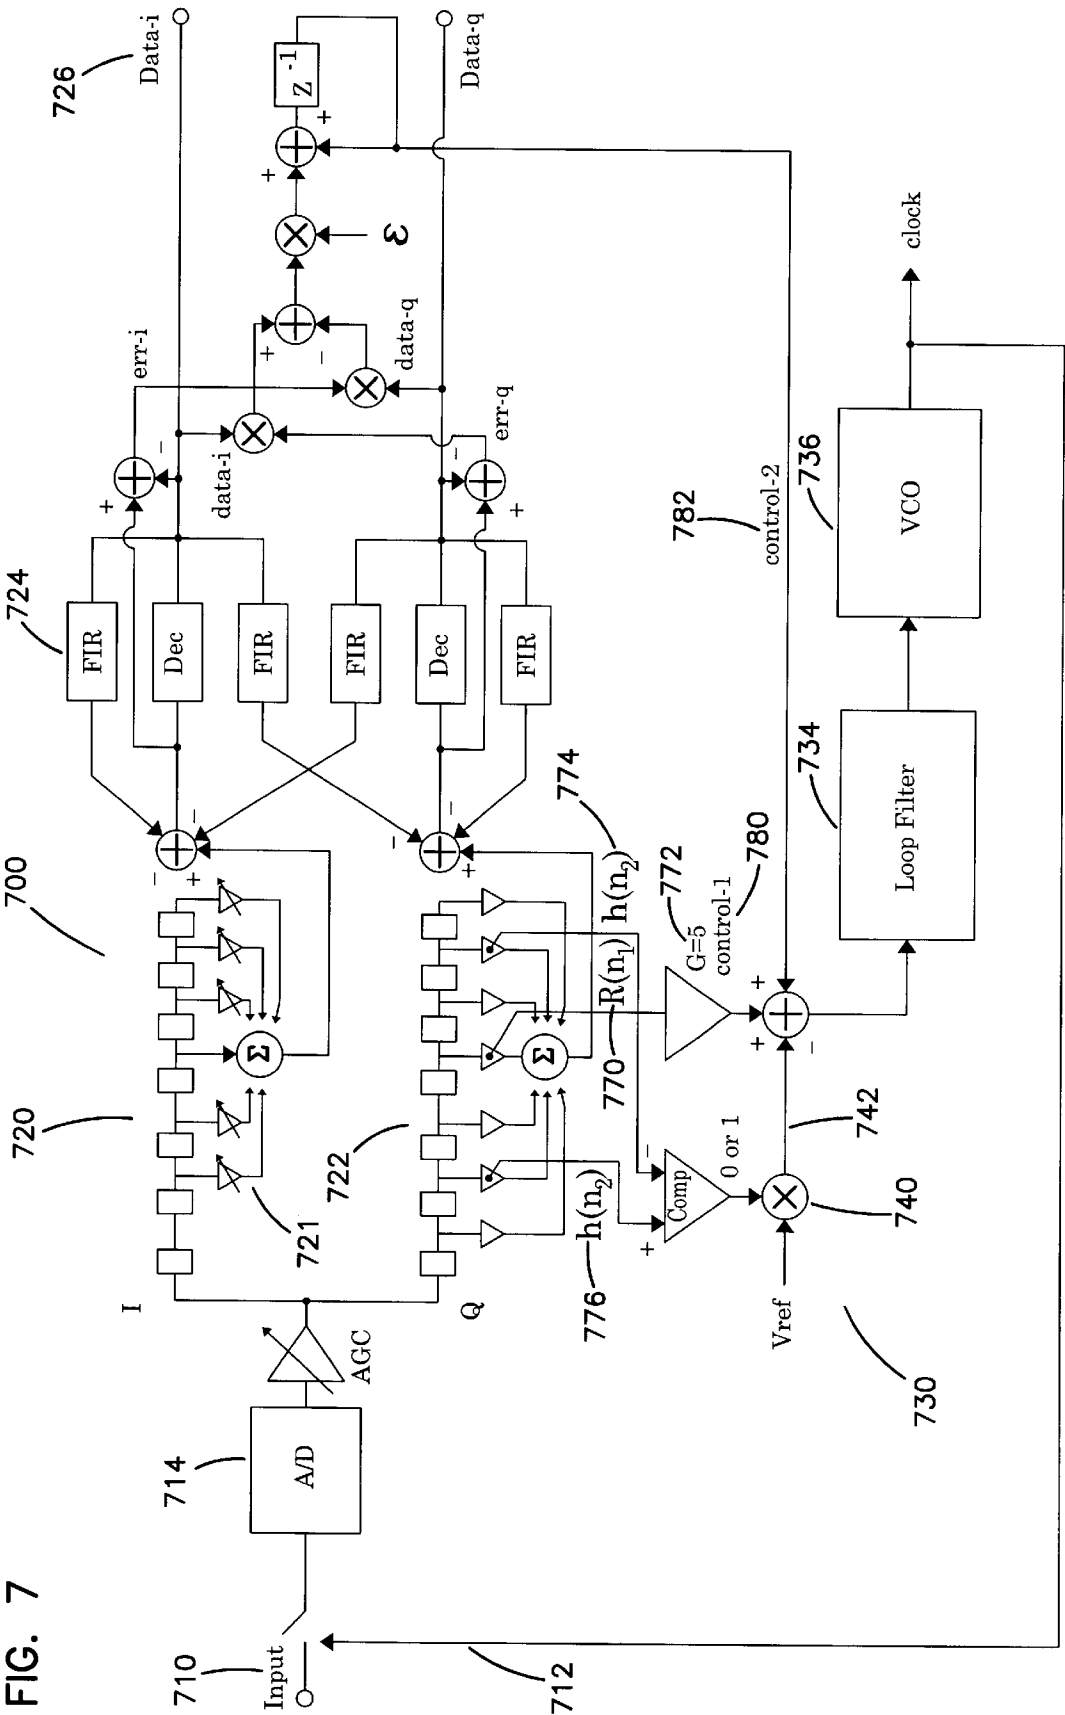 FIG. 7
700
710
Input
712
714
A/D
AGC
I
Q
720
721
722
Σ
Σ
724
FIR
Dec
FIR
FIR
Dec
FIR
err-i
data-i
data-q
err-q
ε
Z⁻¹
726
Data-i
Data-q
776
h(n₂)
770
R(n₁)
h(n₂)
774
772
G=5
control-1
780
Comp
0 or 1
Vref
740
742
730
782
control-2
734
Loop Filter
736
VCO
clock
+
−